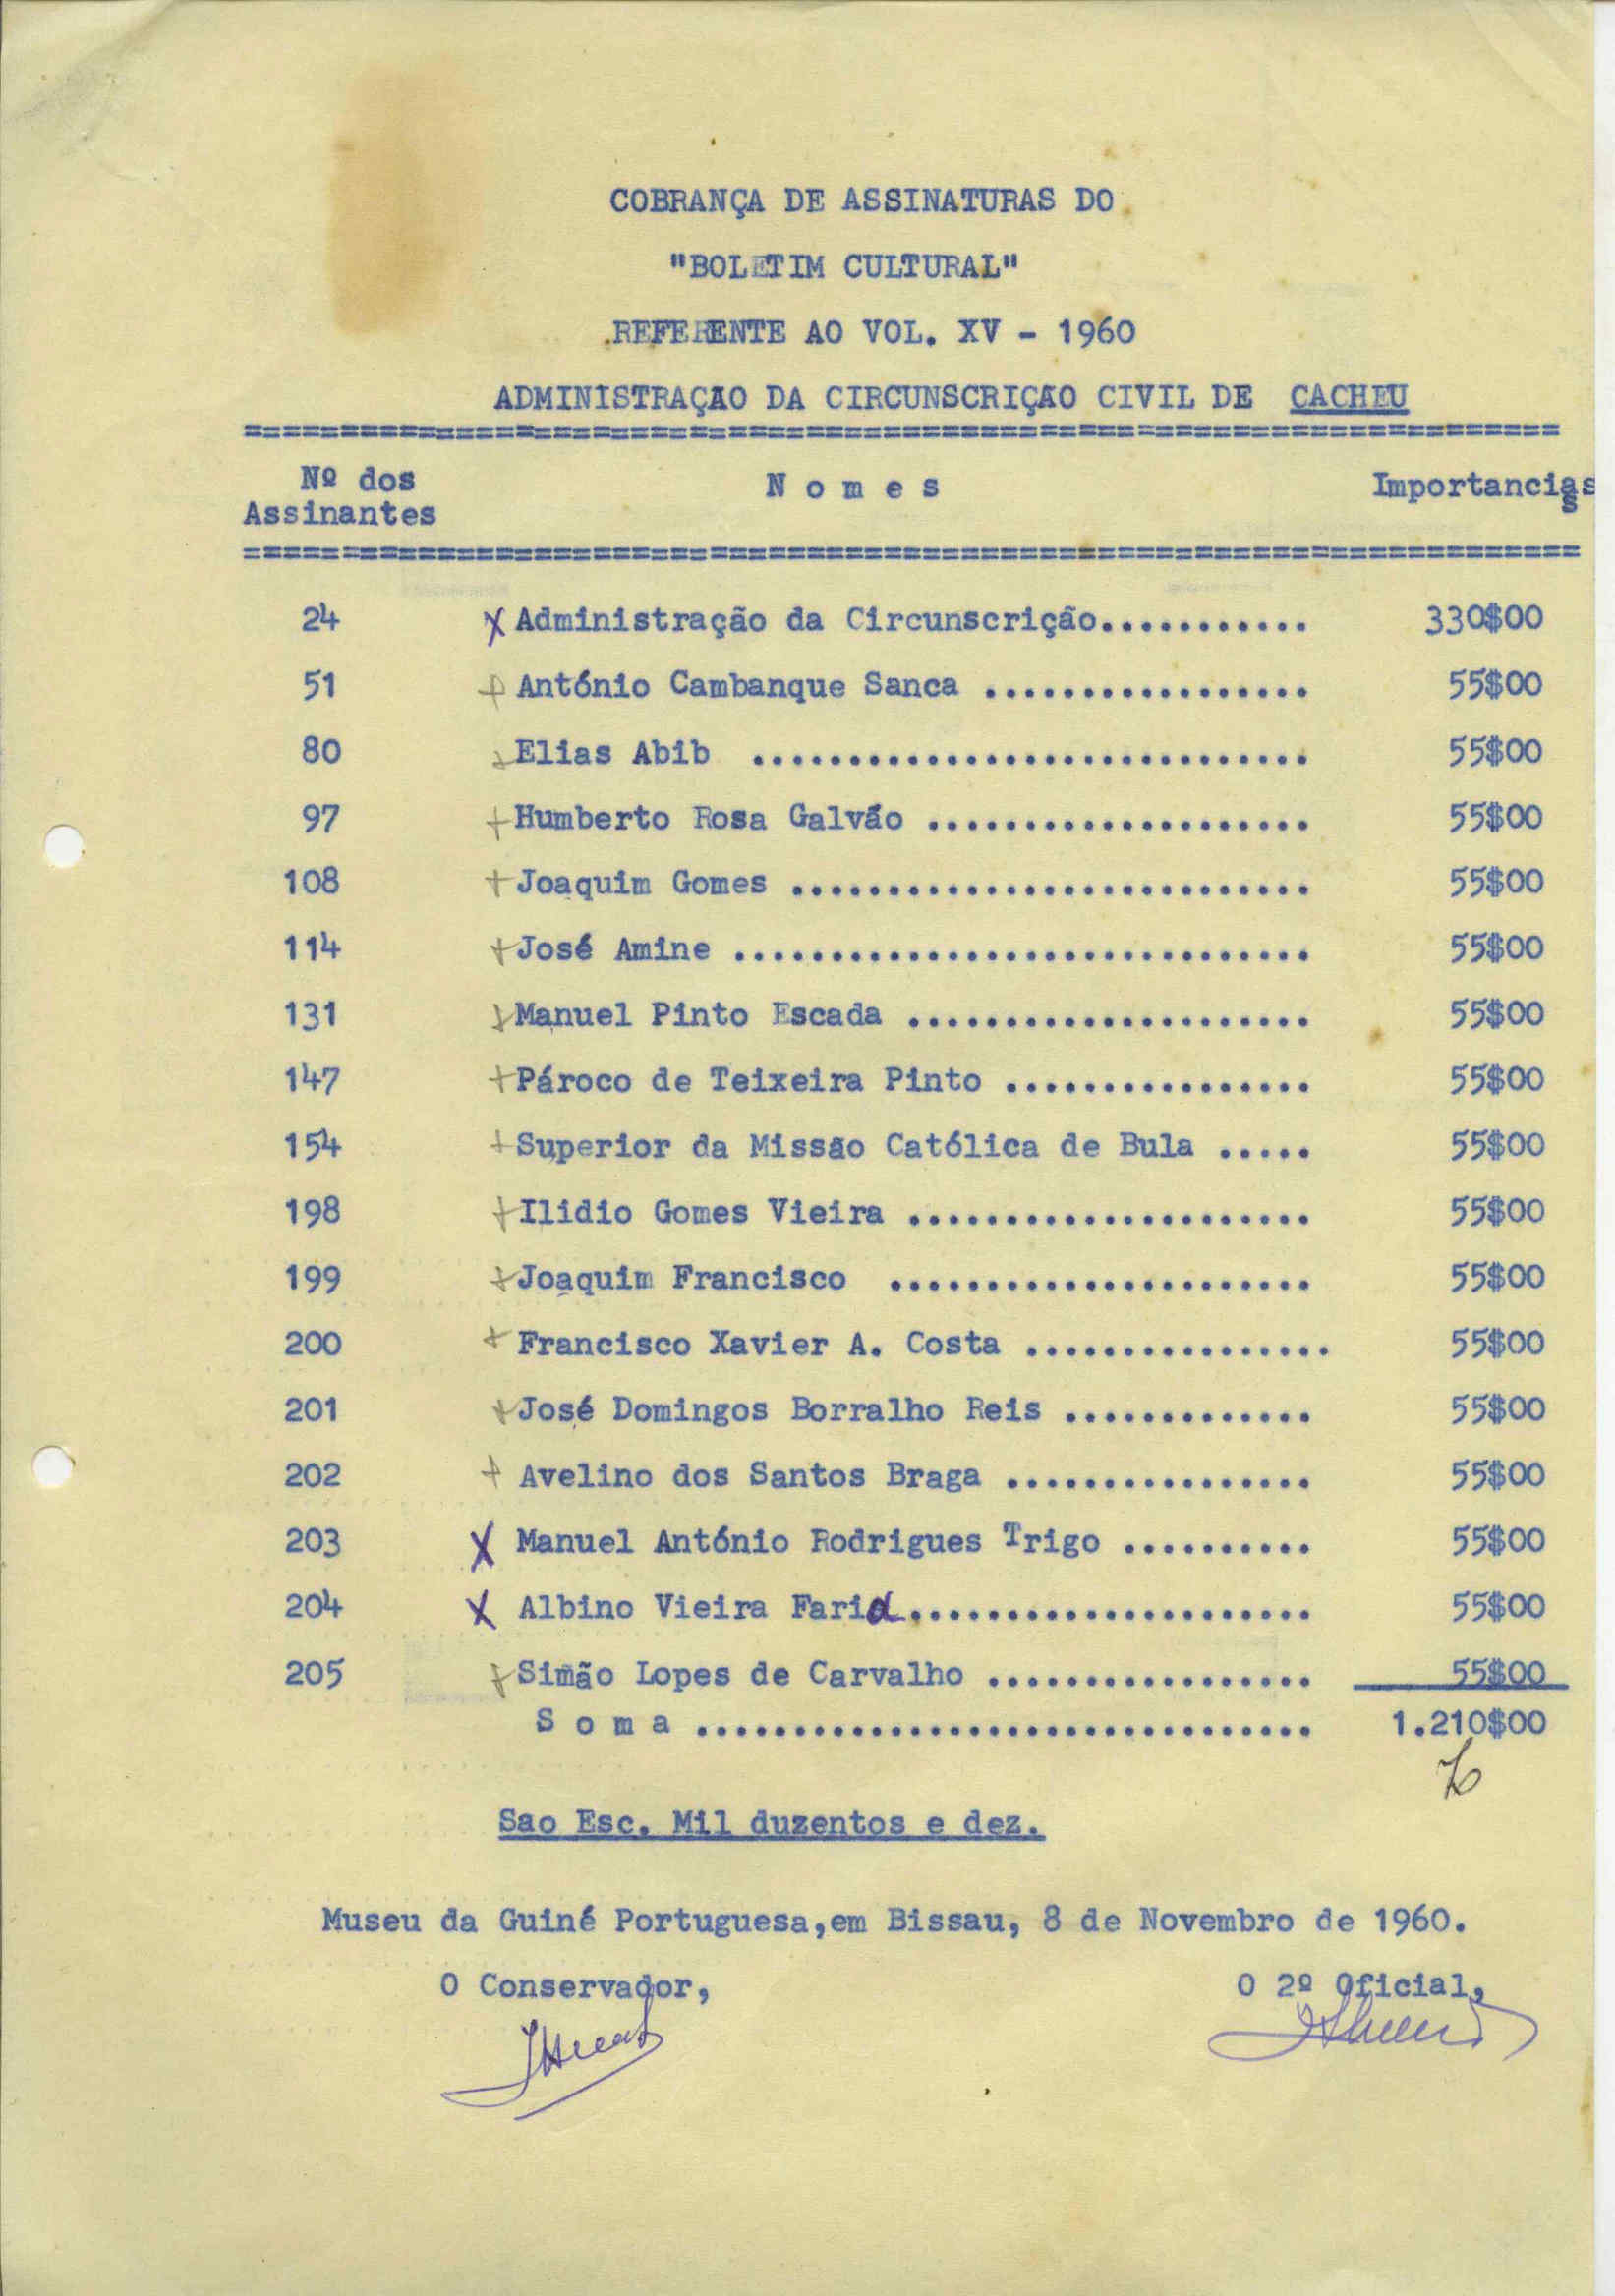 COBRANÇA DE ASSINATURAS DO
"BOLETIM CULTURAL"
REFERENTE AO VOL. XV - 1960
ADMINISTRAÇAO DA CIRCUNSCRIÇAO CIVIL DE CACHEU
Nº dos Assinantes N o m e s Importancias
24 Administração da Circunscrição........... 330$00
51 António Cambanque Sanca ................. 55$00
80 Elias Abib ............................. 55$00
97 Humberto Rosa Galvão .................... 55$00
108 Joaquim Gomes ........................... 55$00
114 José Amine .............................. 55$00
131 Manuel Pinto Escada ..................... 55$00
147 Pároco de Teixeira Pinto ................ 55$00
154 Superior da Missão Católica de Bula ..... 55$00
198 Ilidio Gomes Vieira ..................... 55$00
199 Joaquim Francisco ...................... 55$00
200 Francisco Xavier A. Costa ................ 55$00
201 José Domingos Borralho Reis ............. 55$00
202 Avelino dos Santos Braga ................ 55$00
203 Manuel António Rodrigues Trigo .......... 55$00
204 Albino Vieira Faria..................... 55$00
205 Simão Lopes de Carvalho ................. 55$00
S o m a ................................ 1.210$00
Sao Esc. Mil duzentos e dez.
Museu da Guiné Portuguesa,em Bissau, 8 de Novembro de 1960.
O Conservador, O 2º Oficial,